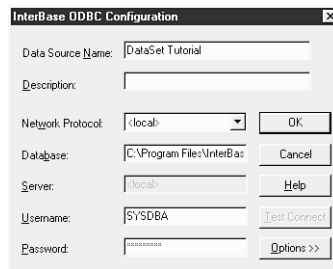 InterBase ODBC Configuration
Data Source Name: DataSet Tutorial
Description:
Network Protocol: <local> OK
Database: C:\Program Files\InterBas Cancel
Server: <local> Help
Username: SYSDBA Test Connect
Password: ********* Options >>